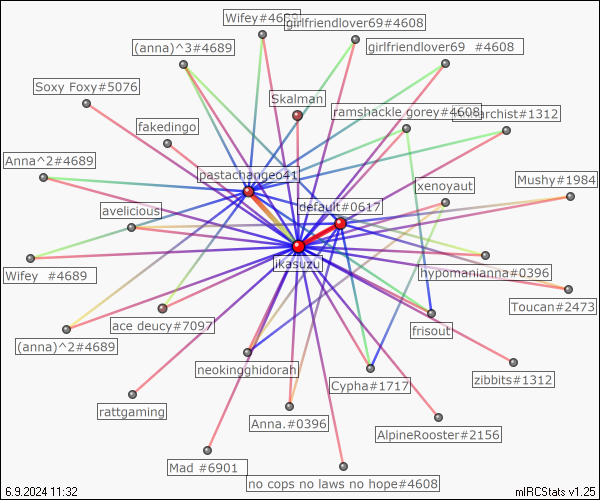 Wifey#4689
girlfriendlover69#4608
(anna)^3#4689
girlfriendlover69  #4608
Soxy Foxy#5076
Skalman
ramshackle gorey#4608
#1312
fakedingo
Anna^2#4689
pastachangeo41
xenoyaut
Mushy#1984
avelicious
default#0617
ikasuzu
Wifey  #4689
hypomanianna#0396
Toucan#2473
ace deucy#7097
frisout
(anna)^2#4689
neokingghidorah
Cypha#1717
zibbits#1312
rattgaming
Anna.#0396
AlpineRooster#2156
Mad #6901
no cops no laws no hope#4608
6.9.2024 11:32
mIRCStats v1.25